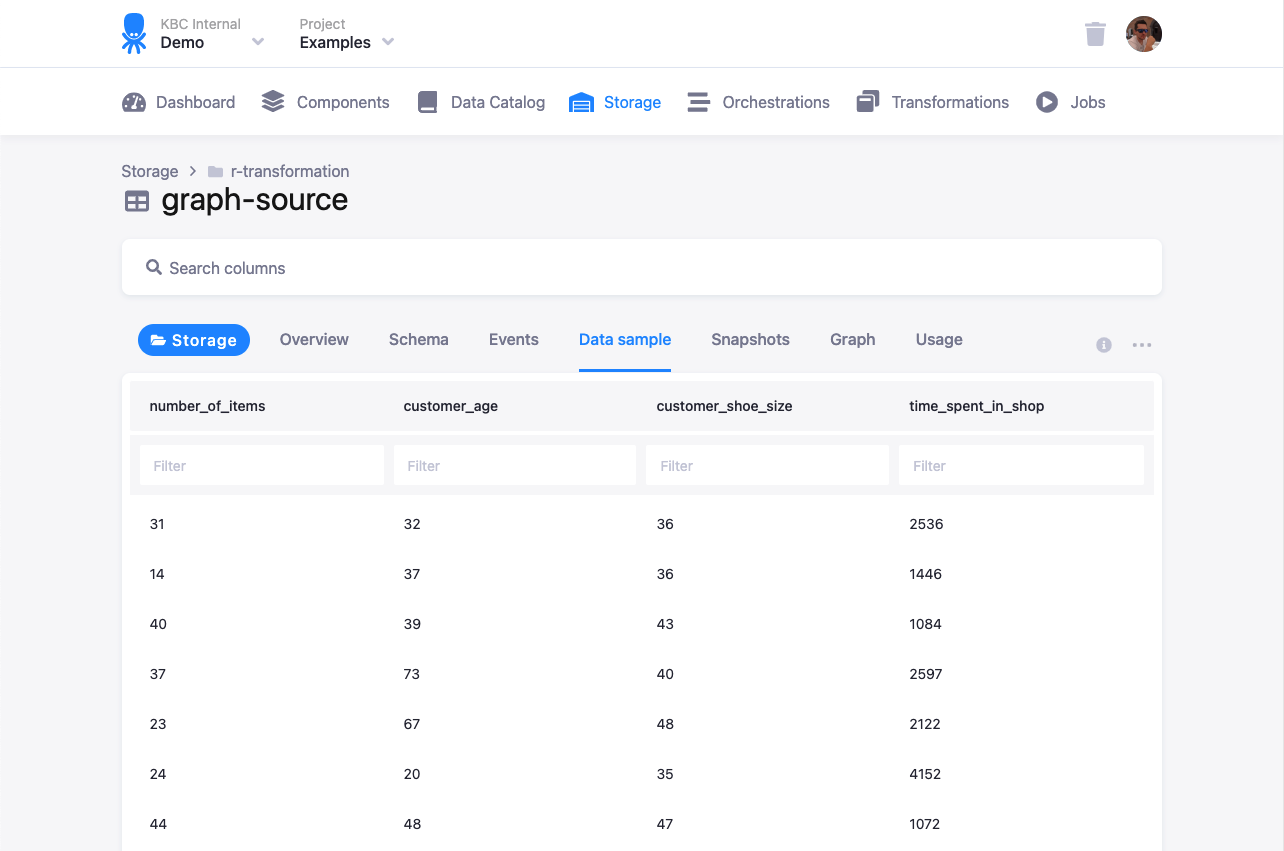 KBC Internal
Demo
Project
Examples
Dashboard
Components
Data Catalog
Storage
Orchestrations
Transformations
Jobs
Storage > r-transformation
graph-source
Search columns
Storage
Overview
Schema
Events
Data sample
Snapshots
Graph
Usage
number_of_items customer_age customer_shoe_size time_spent_in_shop
Filter Filter Filter Filter
31 32 36 2536
14 37 36 1446
40 39 43 1084
37 73 40 2597
23 67 48 2122
24 20 35 4152
44 48 47 1072